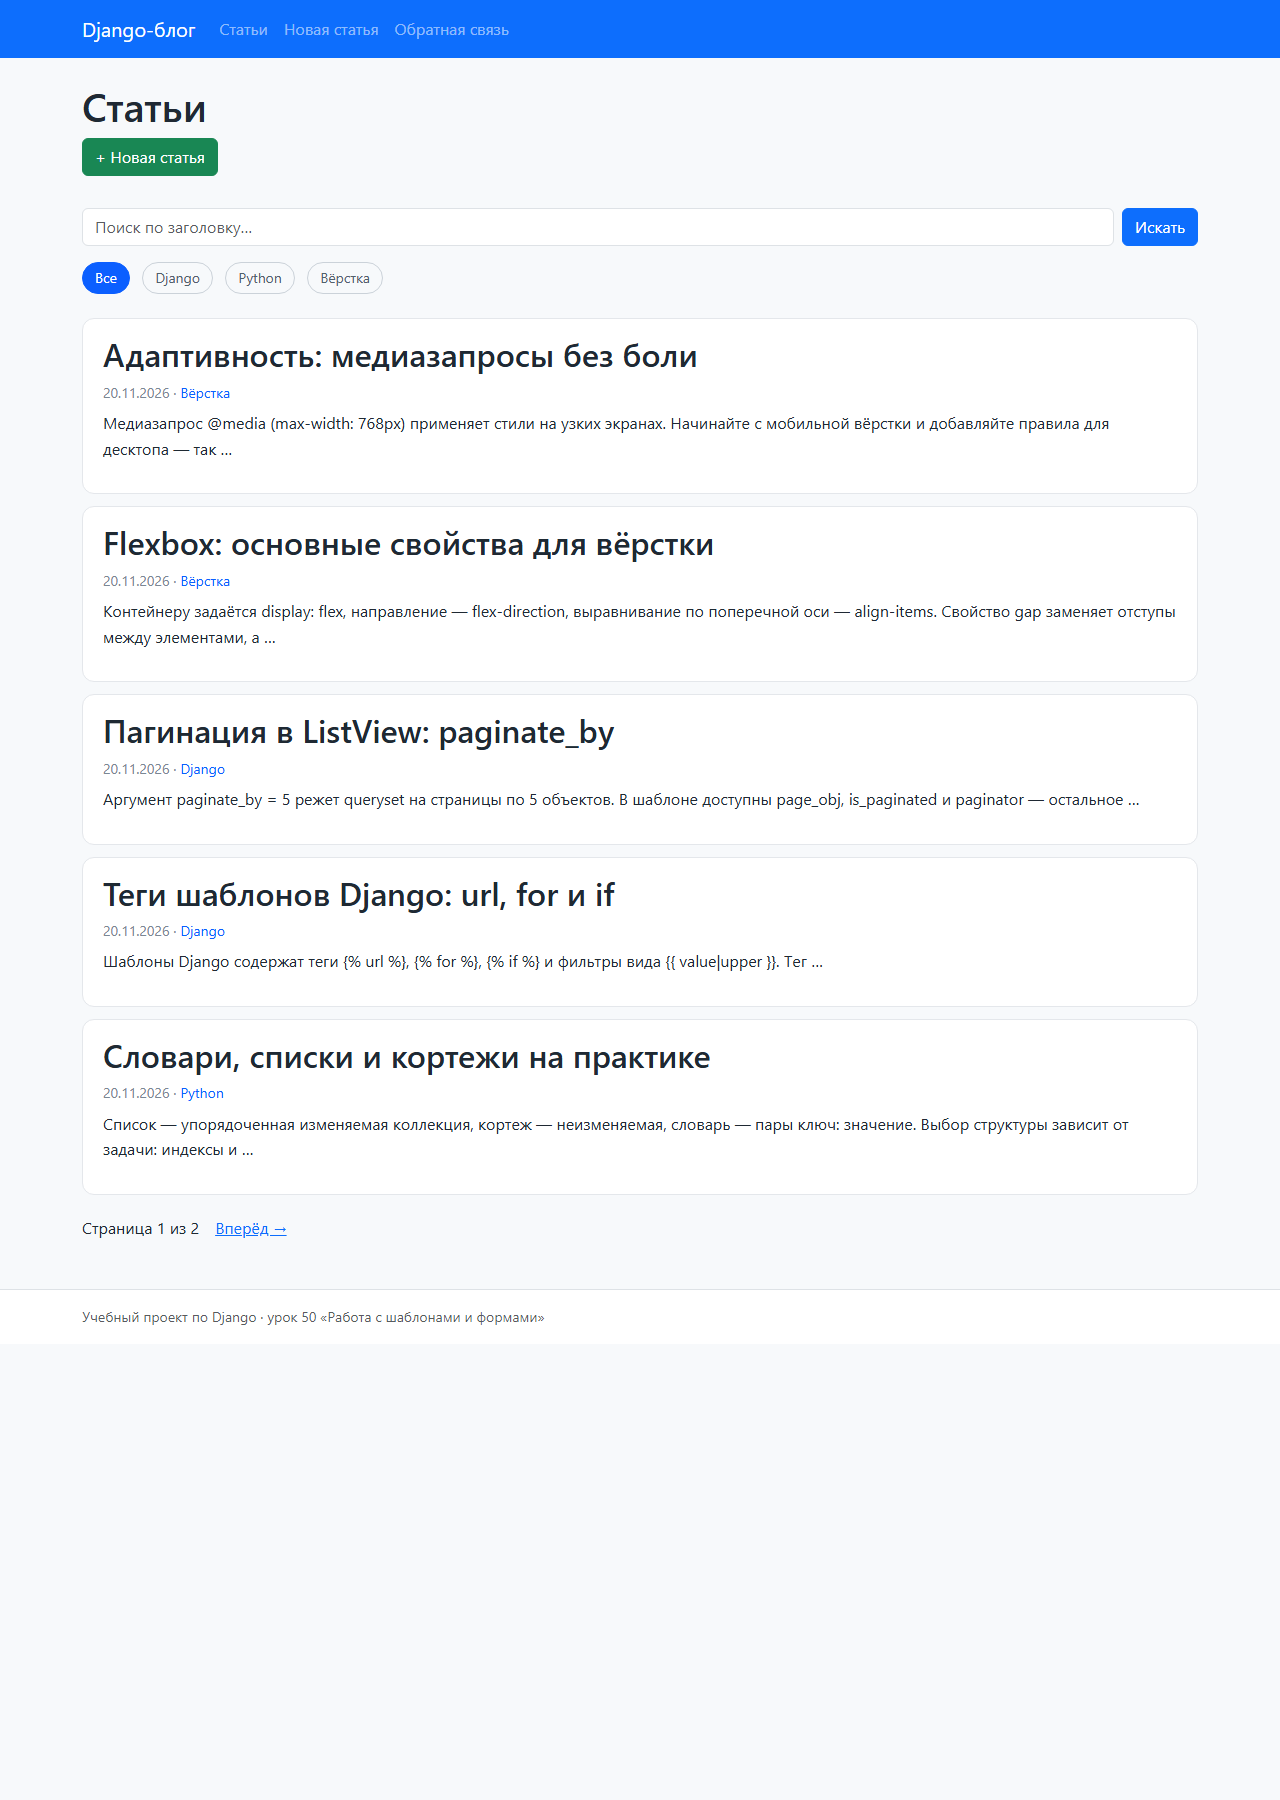 Django-блог Статьи Новая статья Обратная связь
Статьи
+ Новая статья
Поиск по заголовку... Искать
Все Django Python Вёрстка
Адаптивность: медиазапросы без боли
20.11.2026 · Вёрстка
Медиазапрос @media (max-width: 768px) применяет стили на узких экранах. Начинайте с мобильной вёрстки и добавляйте правила для
десктопа — так …
Flexbox: основные свойства для вёрстки
20.11.2026 · Вёрстка
Контейнеру задаётся display: flex, направление — flex-direction, выравнивание по поперечной оси — align-items. Свойство gap заменяет отступы
между элементами, а …
Пагинация в ListView: paginate_by
20.11.2026 · Django
Аргумент paginate_by = 5 режет queryset на страницы по 5 объектов. В шаблоне доступны page_obj, is_paginated и paginator — остальное …
Теги шаблонов Django: url, for и if
20.11.2026 · Django
Шаблоны Django содержат теги {% url %}, {% for %}, {% if %} и фильтры вида {{ value|upper }}. Тег …
Словари, списки и кортежи на практике
20.11.2026 · Python
Список — упорядоченная изменяемая коллекция, кортеж — неизменяемая, словарь — пары ключ: значение. Выбор структуры зависит от
задачи: индексы и …
Страница 1 из 2 Вперёд →
Учебный проект по Django · урок 50 «Работа с шаблонами и формами»